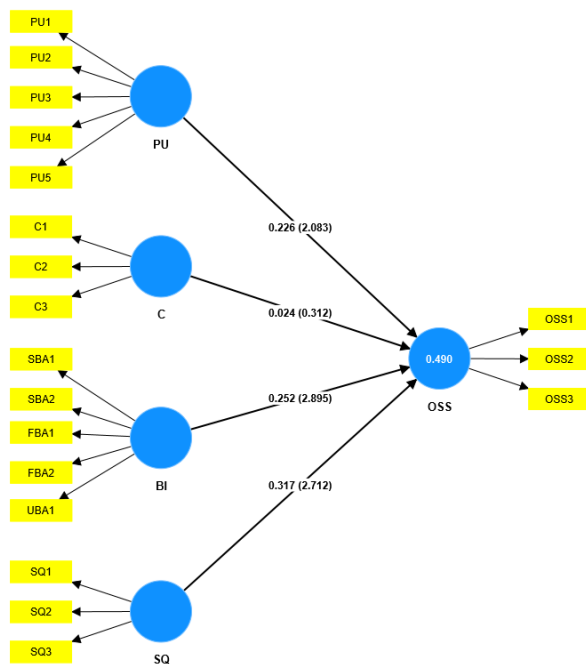 PU1
PU2
PU3
PU4
PU5
PU
C1
C2
C3
C
SBA1
SBA2
FBA1
FBA2
UBA1
BI
SQ1
SQ2
SQ3
SQ
0.226 (2.083)
0.024 (0.312)
0.252 (2.895)
0.317 (2.712)
0.490
OSS
OSS1
OSS2
OSS3